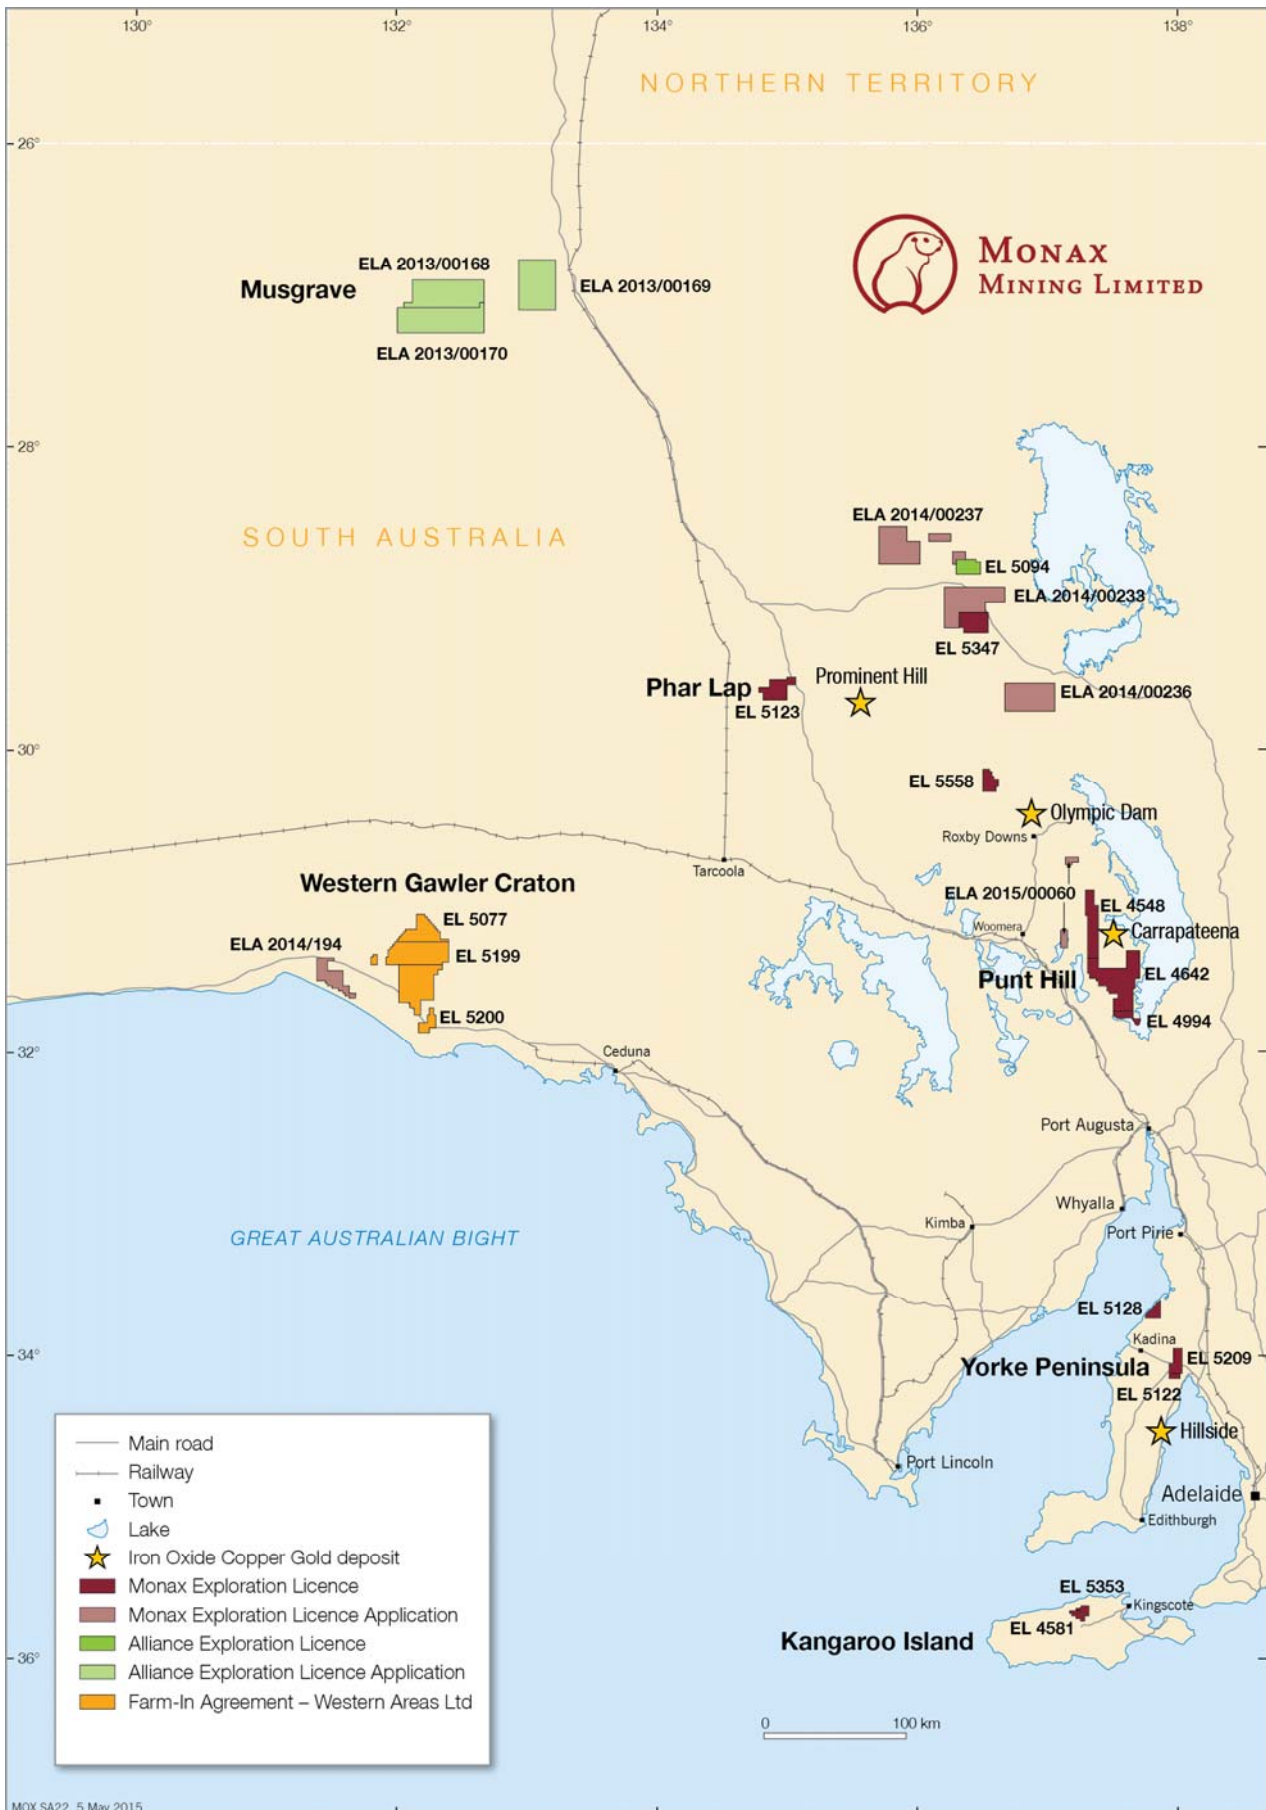 130°
132°
134°
136°
138°
NORTHERN TERRITORY
26°
MONAX
MINING LIMITED
ELA 2013/00168
Musgrave
ELA 2013/00169
ELA 2013/00170
28°
SOUTH AUSTRALIA
ELA 2014/00237
EL 5094
ELA 2014/00233
EL 5347
Prominent Hill
Phar Lap
EL 5123
ELA 2014/00236
30°
EL 5558
Olympic Dam
Roxby Downs
Tarcoola
Western Gawler Craton
ELA 2015/00060
EL 4548
EL 5077
Woomera
Carrapateena
ELA 2014/194
EL 5199
Punt Hill
EL 4642
EL 5200
EL 4994
32°
Ceduna
Port Augusta
Whyalla
Kimba
Port Pirie
GREAT AUSTRALIAN BIGHT
EL 5128
Kadina
34°
EL 5209
Yorke Peninsula
EL 5122
Hillside
Port Lincoln
Adelaide
Edithburgh
EL 5353
Kingscote
EL 4581
Kangaroo Island
36°
Main road
Railway
Town
Lake
Iron Oxide Copper Gold deposit
Monax Exploration Licence
Monax Exploration Licence Application
Alliance Exploration Licence
Alliance Exploration Licence Application
Farm-In Agreement – Western Areas Ltd
0 100 km
MOX SA22 5 May 2015